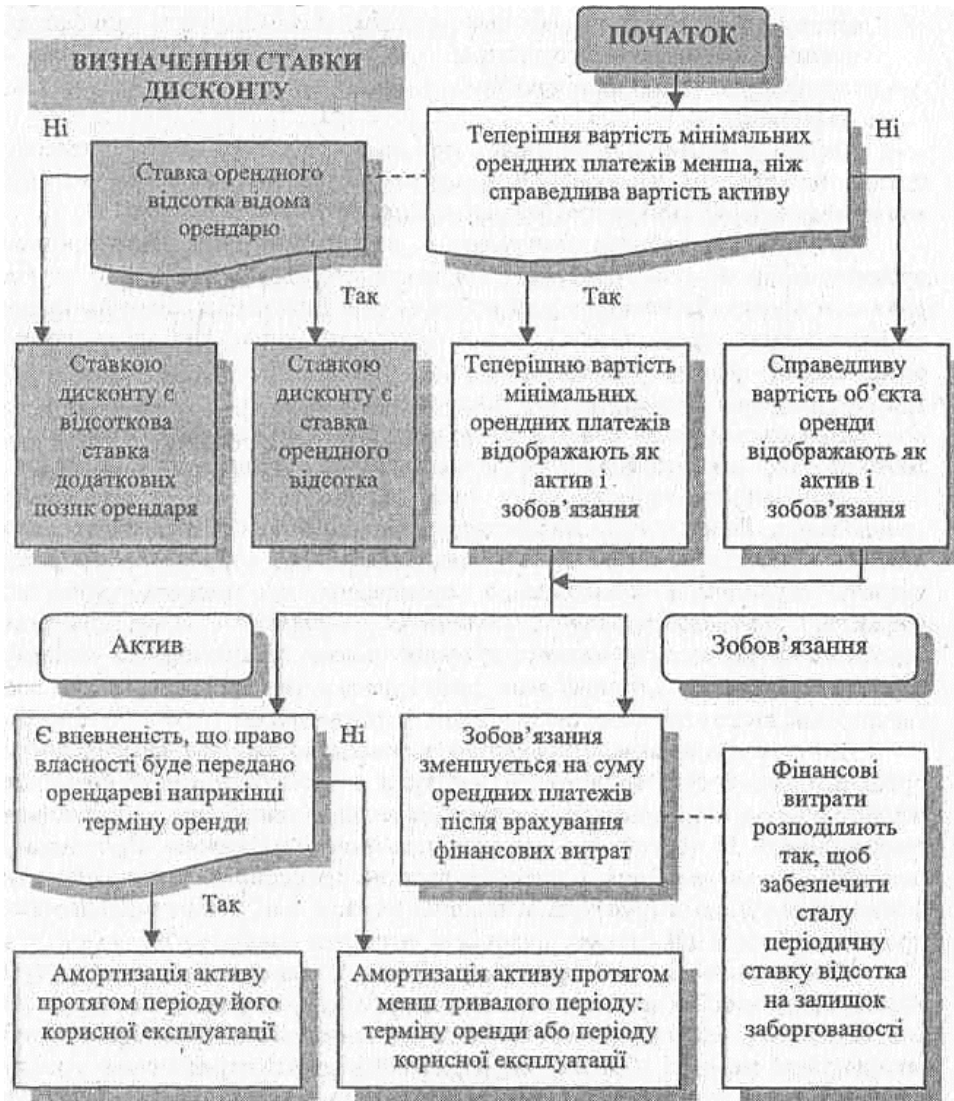 ПОЧАТОК
ВИЗНАЧЕННЯ СТАВКИ
ДИСКОНТУ
Ні
Теперішня вартість мінімальних
орендних платежів менша, ніж
справедлива вартість активу
Ні
Ставка орендного
відсотка відома
орендарю
Так
Так
Ставкою
дисконту є
відсоткова
ставка
додаткових
позик орендаря
Ставкою
дисконту є
ставка
орендного
відсотка
Теперішню вартість
мінімальних
орендних платежів
відображають як
актив і
зобов’язання
Справедливу
вартість об’єкта
оренди
відображають як
актив і
зобов’язання
Актив
Зобов’язання
Є впевненість, що право
власності буде передано
орендареві наприкінці
терміну оренди
Ні
Так
Зобов’язання
зменшується на суму
орендних платежів
після врахування
фінансових витрат
Фінансові
витрати
розподіляють
так, щоб
забезпечити
сталу
періодичну
ставку відсотка
на залишок
заборгованості
Амортизація активу
протягом періоду його
корисної експлуатації
Амортизація активу протягом
менш тривалого періоду:
терміну оренди або періоду
корисної експлуатації